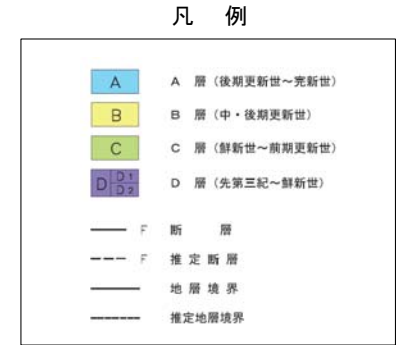 凡 例
A A 層（後期更新世～完新世）
B B 層（中・後期更新世）
C C 層（鮮新世～前期更新世）
D D1 D2 D 層（先第三紀～鮮新世）
F 断 層
F 推定断層
地層境界
推定地層境界